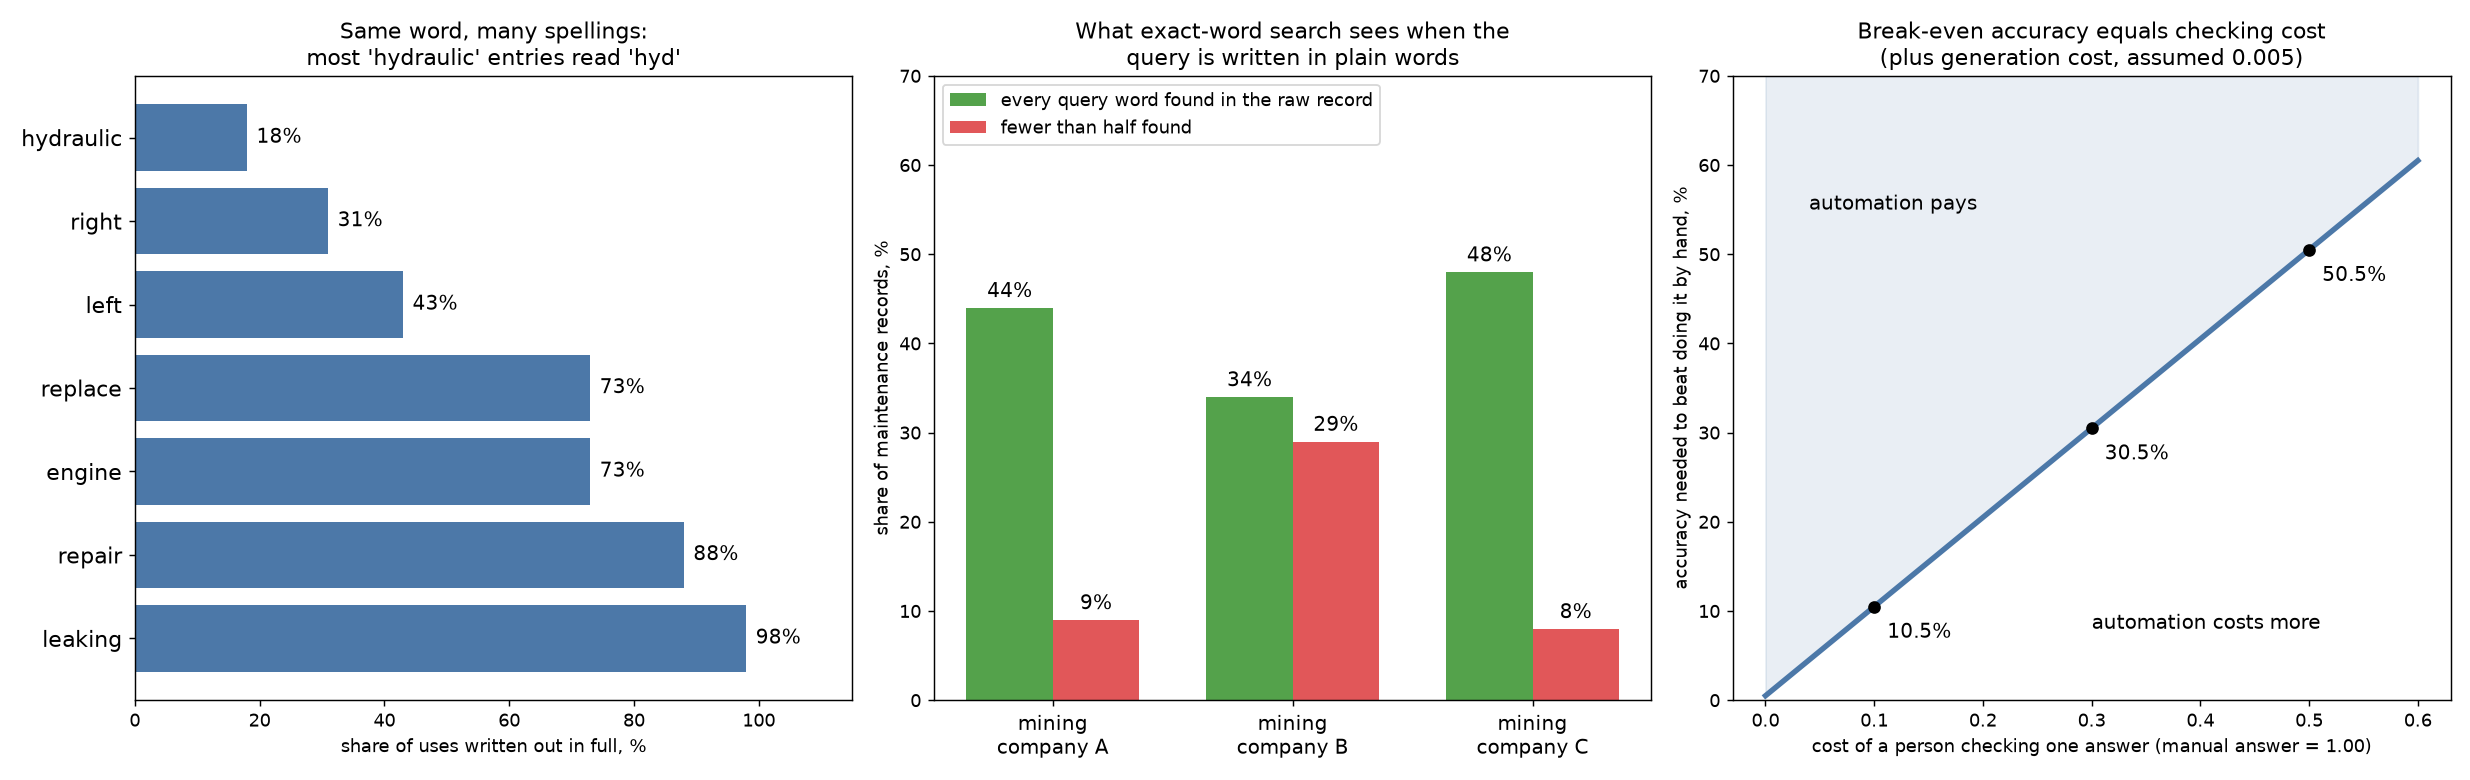 Same word, many spellings:
most 'hydraulic' entries read 'hyd'
hydraulic
18%
right
31%
left
43%
replace
73%
engine
73%
repair
88%
leaking
98%
0 20 40 60 80 100
share of uses written out in full, %
What exact-word search sees when the
query is written in plain words
every query word found in the raw record
fewer than half found
share of maintenance records, %
70
60
50
40
30
20
10
0
44%
9%
34%
29%
48%
8%
mining
company A
mining
company B
mining
company C
Break-even accuracy equals checking cost
(plus generation cost, assumed 0.005)
accuracy needed to beat doing it by hand, %
70
60
50
40
30
20
10
0
automation pays
50.5%
30.5%
10.5%
automation costs more
0.0 0.1 0.2 0.3 0.4 0.5 0.6
cost of a person checking one answer (manual answer = 1.00)